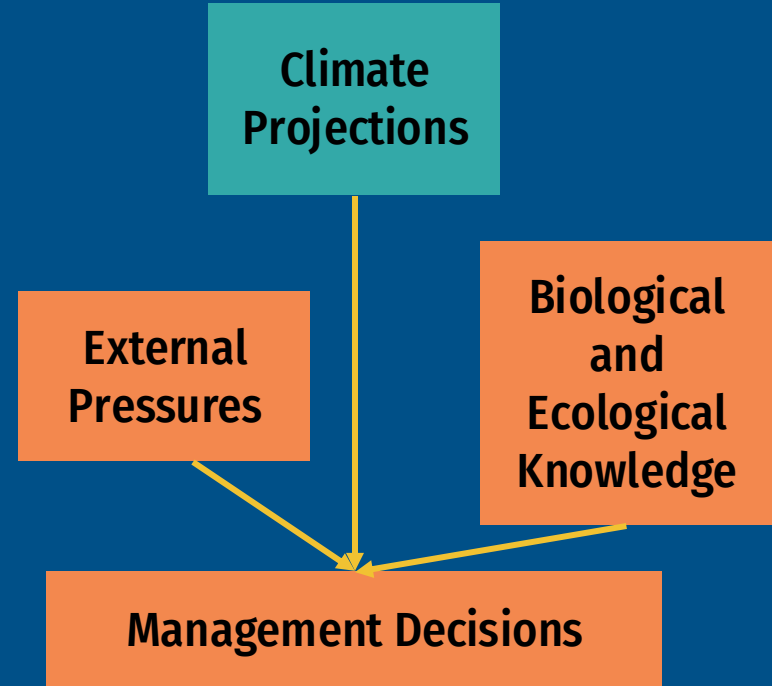 Climate
Projections
External
Pressures
Biological
and
Ecological
Knowledge
Management Decisions